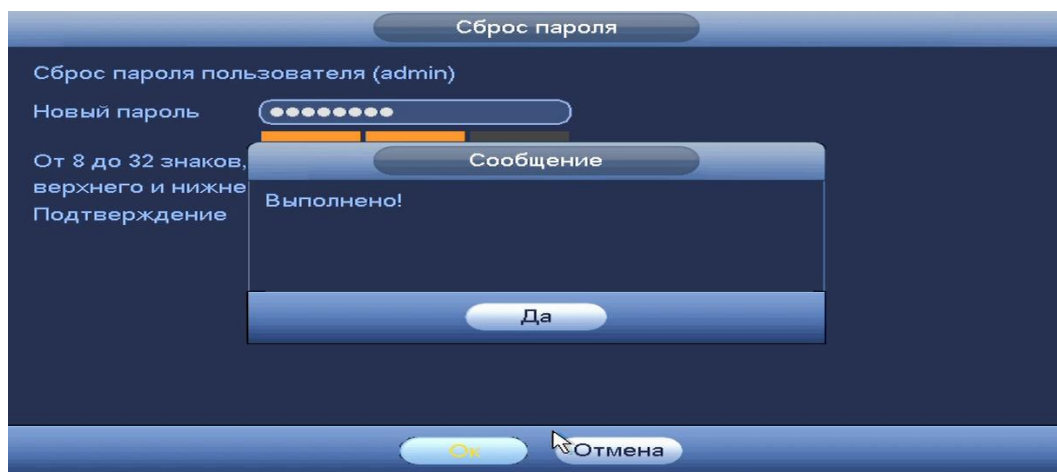 Сброс пароля
Сброс пароля пользователя (admin)
Новый пароль
От 8 до 32 знаков,
верхнего и нижне
Подтверждение
Сообщение
Выполнено!
Да
Ок
Отмена